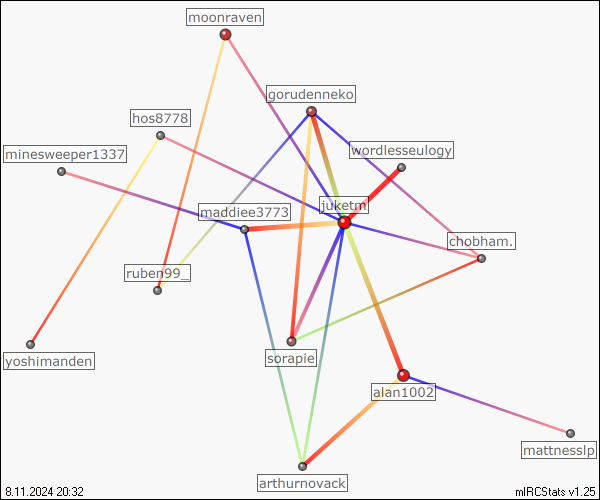 moonraven
gorudenneko
hos8778
wordlesseulogy
minesweeper1337
juketm
maddiee3773
chobham.
ruben99_
sorapie
yoshimanden
alan1002
mattnesslp
arthurnovack
8.11.2024 20:32
mIRCStats v1.25